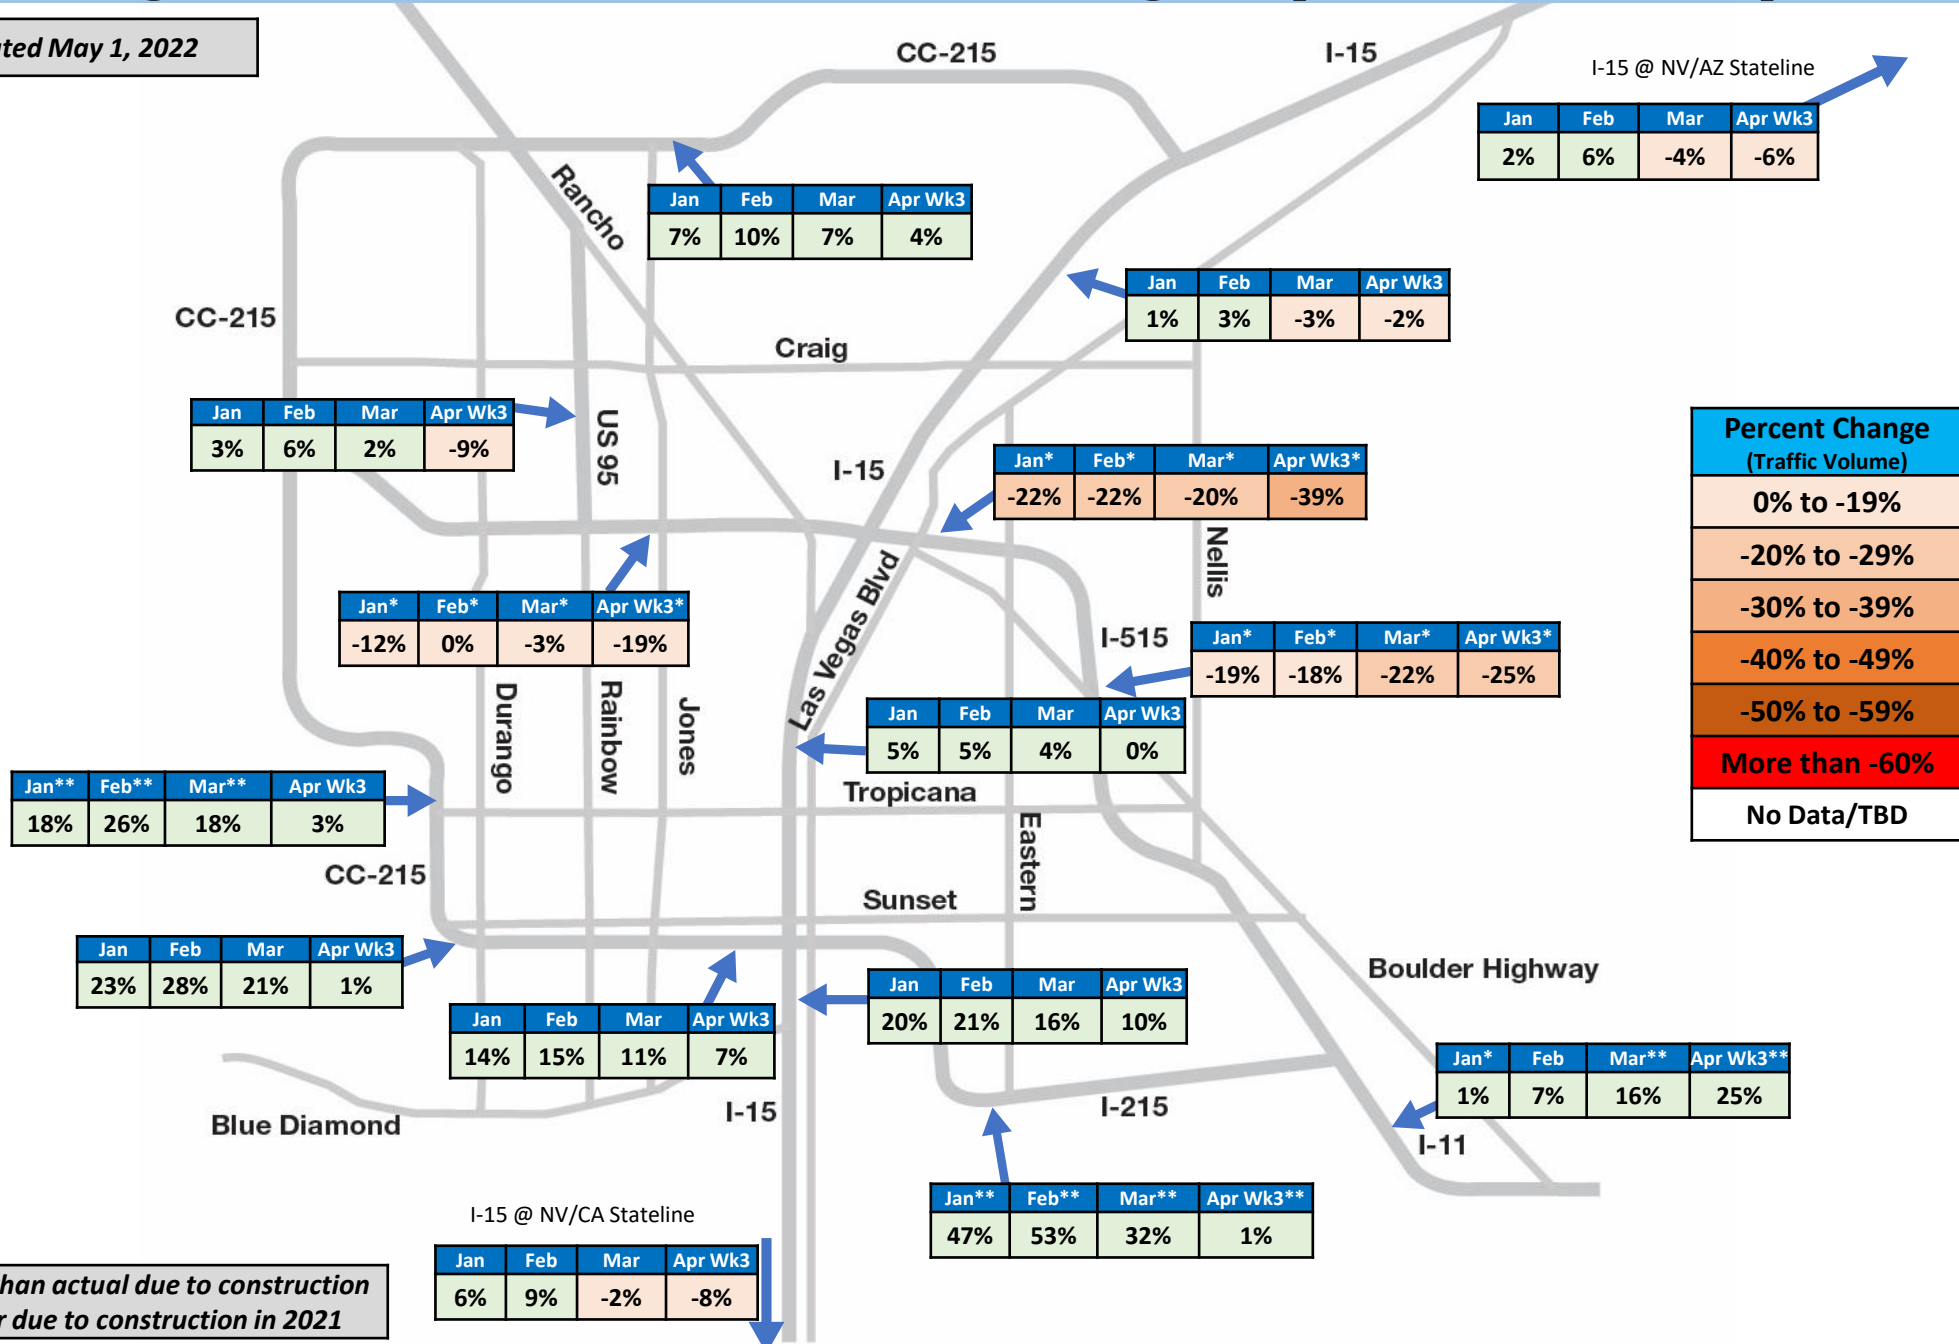 May 1, 2022
CC-215
I-15
I-15 @ NV/AZ Stateline
Jan Feb Mar Apr Wk3
2% 6% -4% -6%
Rancho
Jan Feb Mar Apr Wk3
7% 10% 7% 4%
Jan Feb Mar Apr Wk3
1% 3% -3% -2%
CC-215
Craig
Jan Feb Mar Apr Wk3
3% 6% 2% -9%
US 95
I-15
Jan* Feb* Mar* Apr Wk3*
-22% -22% -20% -39%
Percent Change
(Traffic Volume)
0% to -19%
-20% to -29%
-30% to -39%
-40% to -49%
-50% to -59%
More than -60%
No Data/TBD
Nellis
Las Vegas Blvd
Jan* Feb* Mar* Apr Wk3*
-12% 0% -3% -19%
I-515
Jan* Feb* Mar* Apr Wk3*
-19% -18% -22% -25%
Durango
Rainbow
Jones
Jan Feb Mar Apr Wk3
5% 5% 4% 0%
Jan** Feb** Mar** Apr Wk3
18% 26% 18% 3%
Tropicana
Eastern
CC-215
Sunset
Jan Feb Mar Apr Wk3
23% 28% 21% 1%
Boulder Highway
Jan Feb Mar Apr Wk3
20% 21% 16% 10%
Jan Feb Mar Apr Wk3
14% 15% 11% 7%
Jan* Feb Mar** Apr Wk3**
1% 7% 16% 25%
Blue Diamond
I-15
I-215
I-11
Jan** Feb** Mar** Apr Wk3**
47% 53% 32% 1%
I-15 @ NV/CA Stateline
Jan Feb Mar Apr Wk3
6% 9% -2% -8%
han actual due to construction
r due to construction in 2021